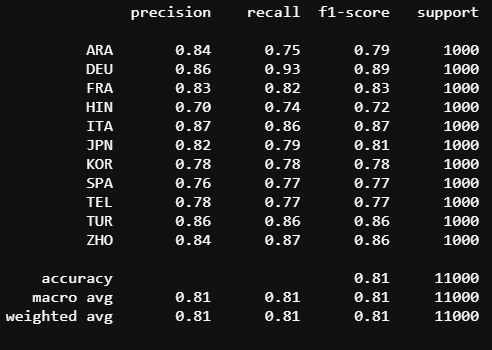 precision recall f1-score support
ARA 0.84 0.75 0.79 1000
DEU 0.86 0.93 0.89 1000
FRA 0.83 0.82 0.83 1000
HIN 0.70 0.74 0.72 1000
ITA 0.87 0.86 0.87 1000
JPN 0.82 0.79 0.81 1000
KOR 0.78 0.78 0.78 1000
SPA 0.76 0.77 0.77 1000
TEL 0.78 0.77 0.77 1000
TUR 0.86 0.86 0.86 1000
ZHO 0.84 0.87 0.86 1000
accuracy 0.81 11000
macro avg 0.81 0.81 0.81 11000
weighted avg 0.81 0.81 0.81 11000